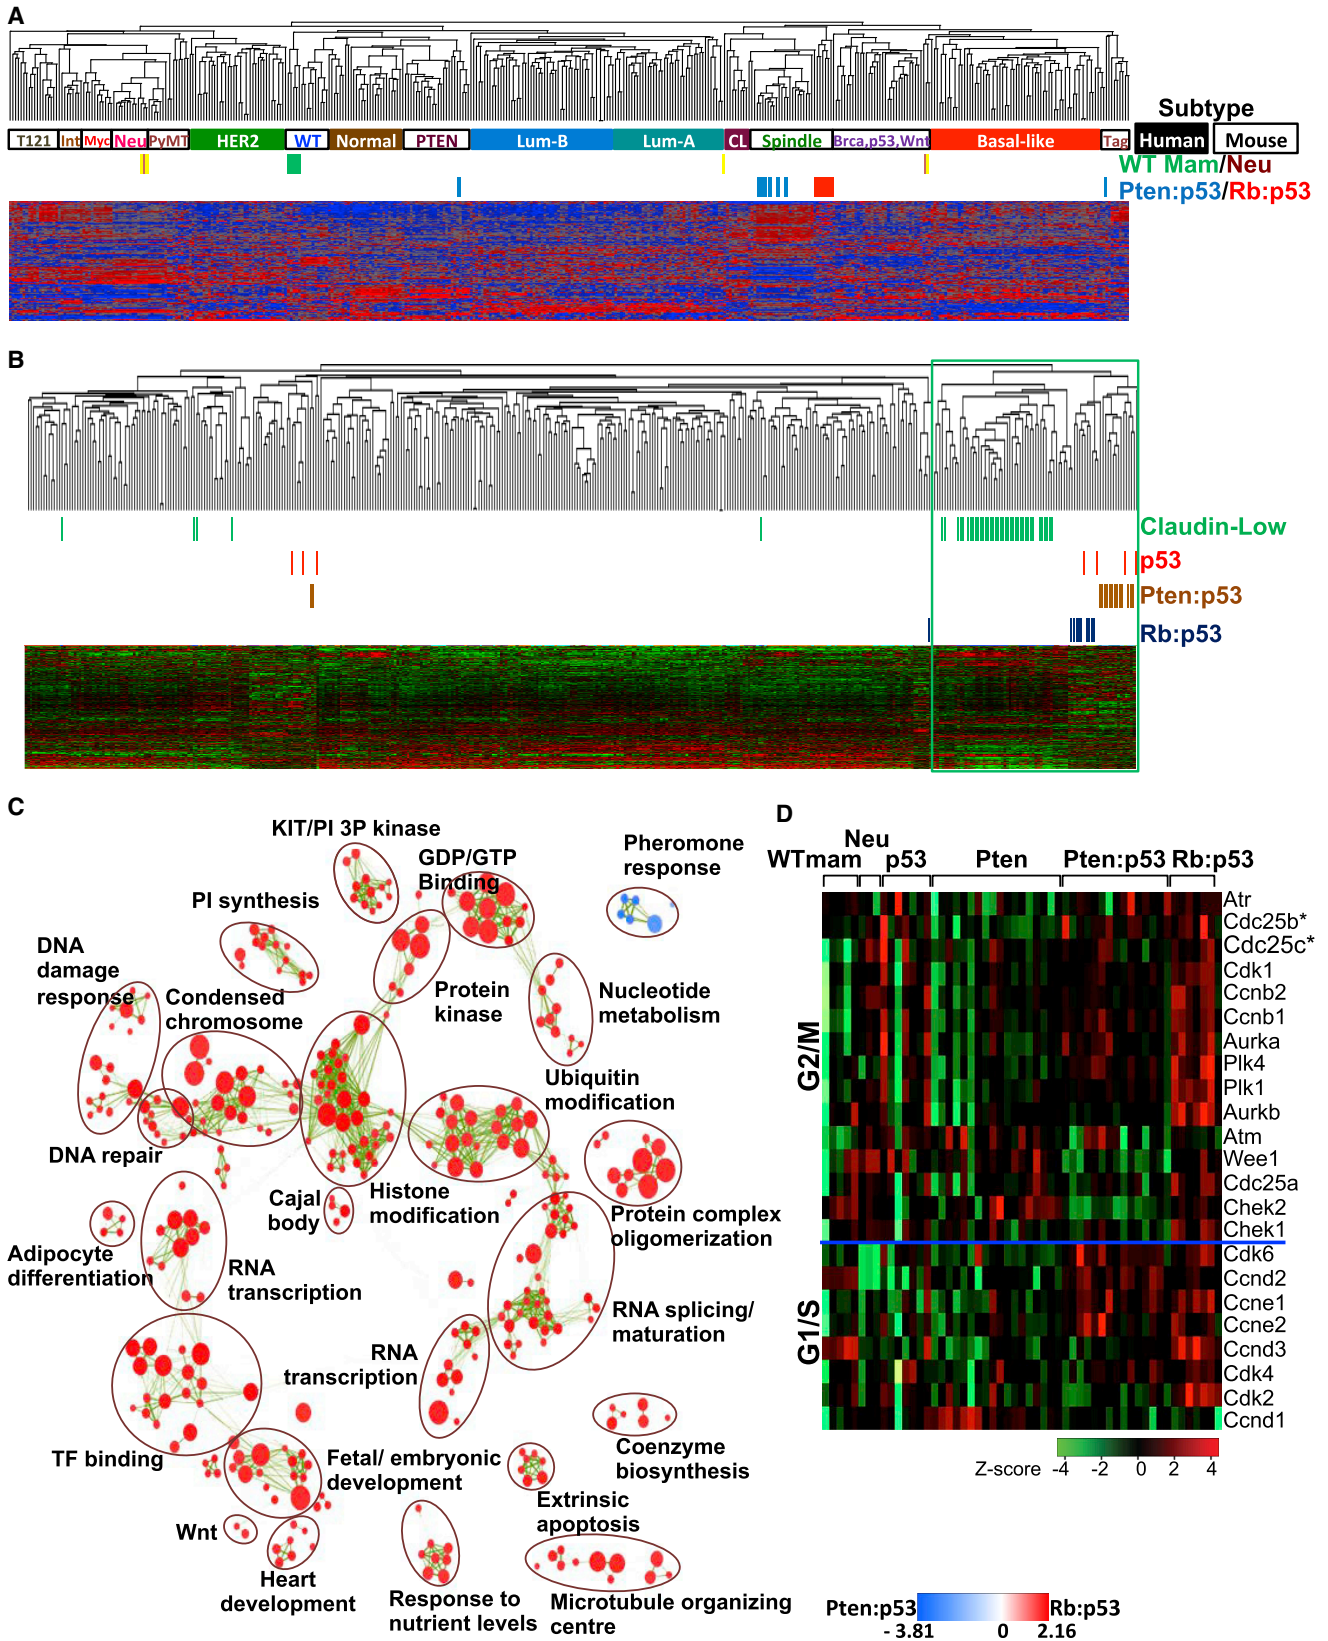 A
T121 Int Myc Neu PyMT HER2 WT Normal PTEN Lum-B Lum-A CL Spindle Brca,p53,Wnt Basal-like Tag
Subtype
Human Mouse
WT Mam/Neu
Pten:p53/Rb:p53
B
Claudin-Low
p53
Pten:p53
Rb:p53
C
KIT/PI 3P kinase
GDP/GTP
Binding
Pheromone
response
PI synthesis
DNA
damage
response
Condensed
chromosome
Protein
kinase
Nucleotide
metabolism
Ubiquitin
modification
DNA repair
Cajal
body
Histone
modification
Protein complex
oligomerization
Adipocyte
differentiation
RNA
transcription
RNA splicing/
maturation
RNA
transcription
TF binding
Fetal/ embryonic
development
Coenzyme
biosynthesis
Extrinsic
apoptosis
Wnt
Heart
development
Response to
nutrient levels
Microtubule organizing
centre
D
WTmam Neu p53 Pten Pten:p53 Rb:p53
G2/M
Atr
Cdc25b*
Cdc25c*
Cdk1
Ccnb2
Ccnb1
Aurka
Plk4
Plk1
Aurkb
Atm
Wee1
Cdc25a
Chek2
Chek1
G1/S
Cdk6
Ccnd2
Ccne1
Ccne2
Ccnd3
Cdk4
Cdk2
Ccnd1
Z-score -4 -2 0 2 4
Pten:p53 Rb:p53
- 3.81 0 2.16